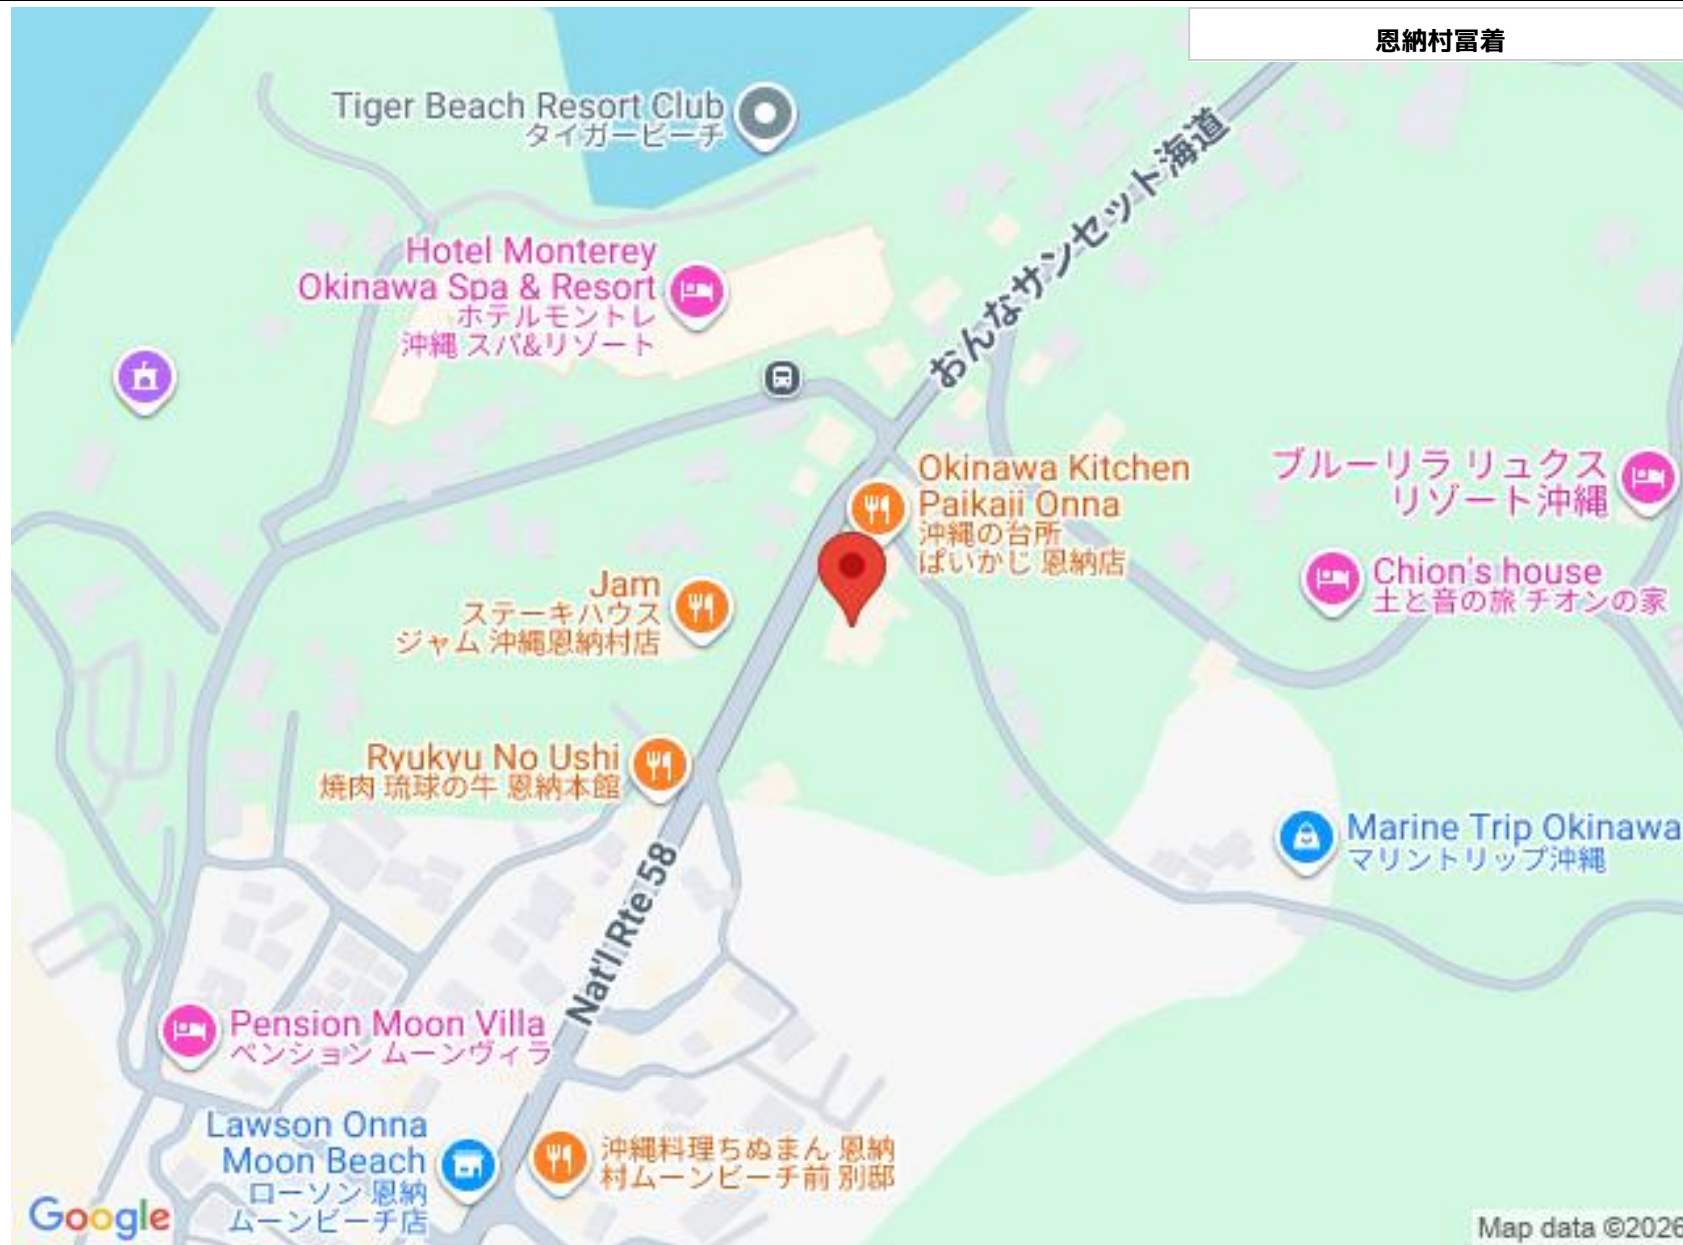 恩納村冨着
Tiger Beach Resort Club
タイガービーチ
おんなサンセット海道
Hotel Monterey
Okinawa Spa & Resort
ホテルモントレ
沖縄 スパ&リゾート
Okinawa Kitchen
Paikaji Onna
沖縄の台所
ぱいかじ 恩納店
ブルーリラ リュクス
リゾート沖縄
Chion's house
土と音の旅 チオンの家
Jam
ステーキハウス
ジャム 沖縄恩納村店
Ryukyu No Ushi
焼肉 琉球の牛 恩納本館
Marine Trip Okinawa
マリントリップ沖縄
Nat'l Rte 58
Pension Moon Villa
ペンション ムーンヴィラ
Lawson Onna
Moon Beach
ローソン 恩納
ムーンビーチ店
沖縄料理ちぬまん 恩納
村ムーンビーチ前 別邸
Google
Map data ©2026